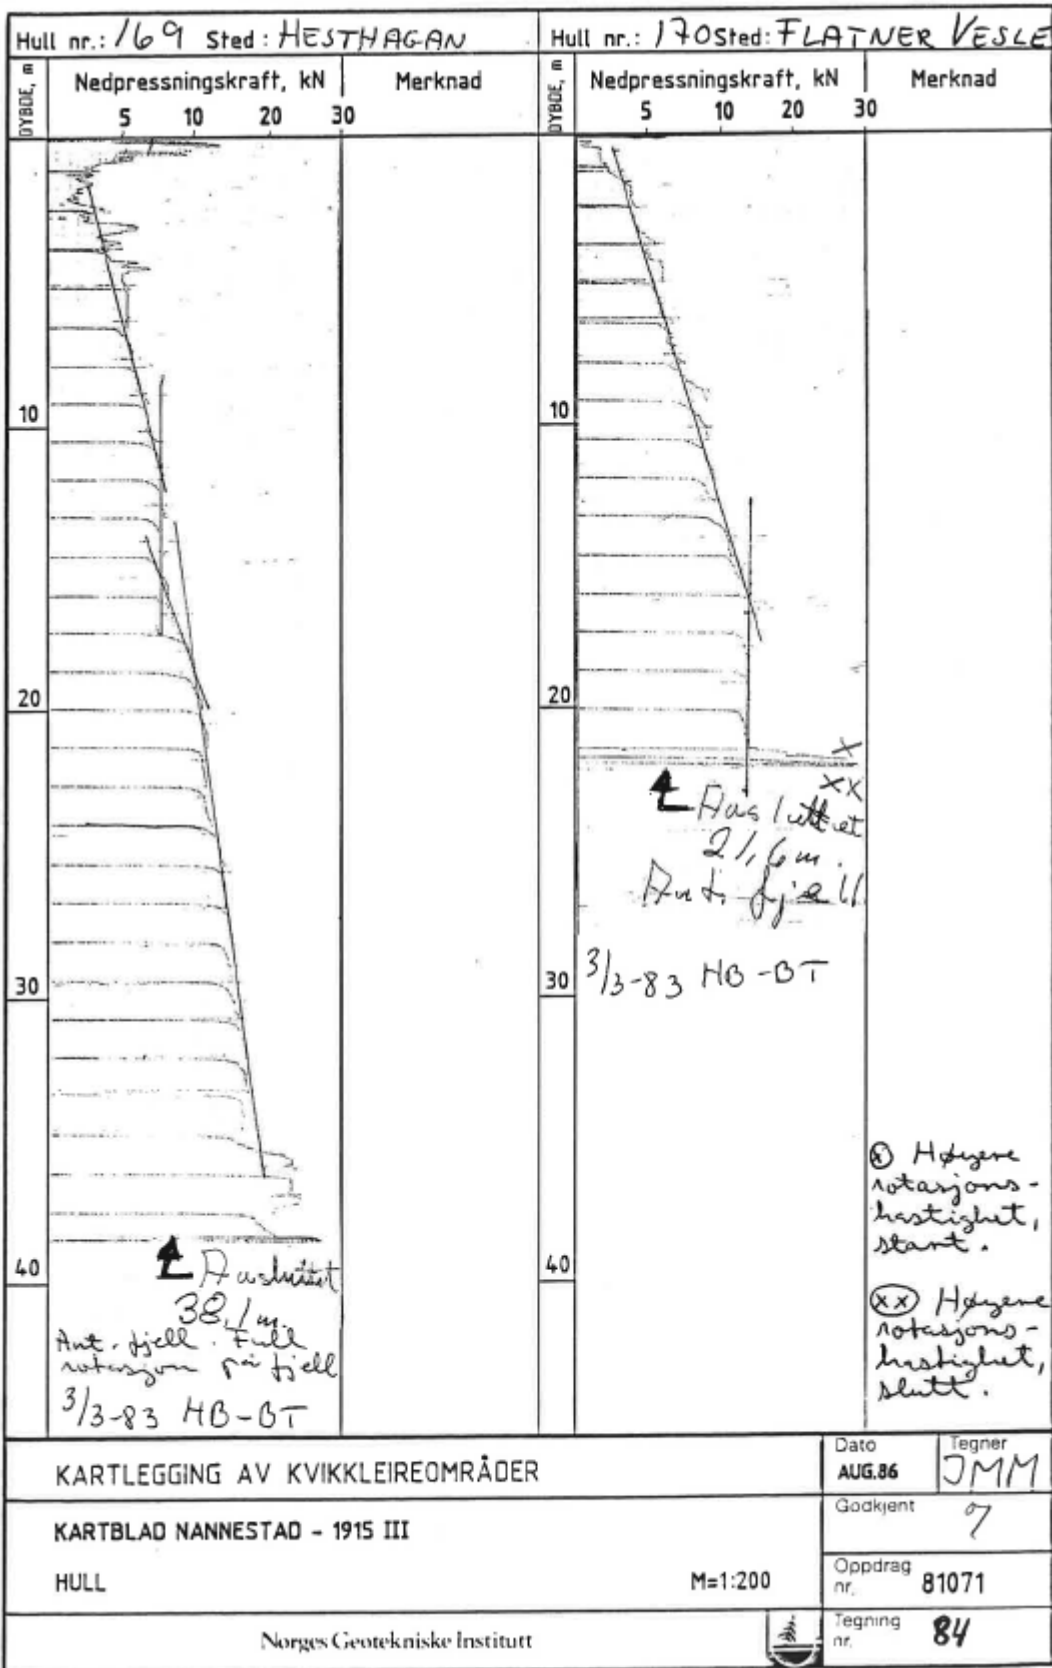 Hull nr.: 169 Sted: HESTHAGAN
DYBDE, m
Nedpressningskraft, kN
Merknad
5 10 20 30
10
20
30
40
Avsluttet
38,1 m.
Ant. fjell. Full
rotasjon på fjell
3/3-83 HB-BT
Hull nr.: 170 Sted: FLATNER VESLE
DYBDE, m
Nedpressningskraft, kN
Merknad
5 10 20 30
10
20
30
40
X
XX
Avsluttet
21,6 m.
Ant. fjell
3/3-83 HB-BT
(x) Høyere
rotasjons-
hastighet,
start.
(xx) Høyere
rotasjons-
hastighet,
slutt.
KARTLEGGING AV KVIKKLEIREOMRÅDER
KARTBLAD NANNESTAD - 1915 III
HULL M=1:200
Norges Geotekniske Institutt
Dato
AUG.86
Tegner
JMM
Godkjent
Oppdrag
nr. 81071
Tegning
nr. 84